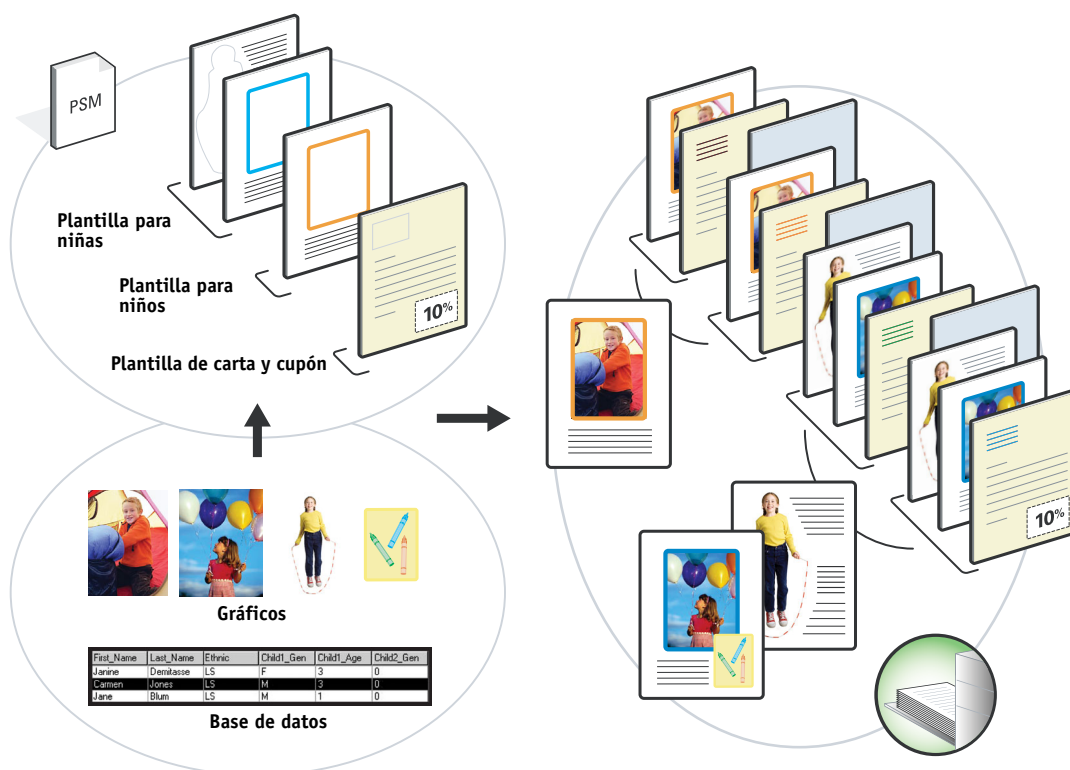 PSM
Plantilla para
niñas
Plantilla para
niños
10%
Plantilla de carta y cupón
Gráficos
First_Name Last_Name Ethnic Child1_Gen Child1_Age Child2_Gen
Janine Demitasse LS F 3 0
Carmen Jones LS M 3 0
Jane Blum LS M 1 0
Base de datos
10%